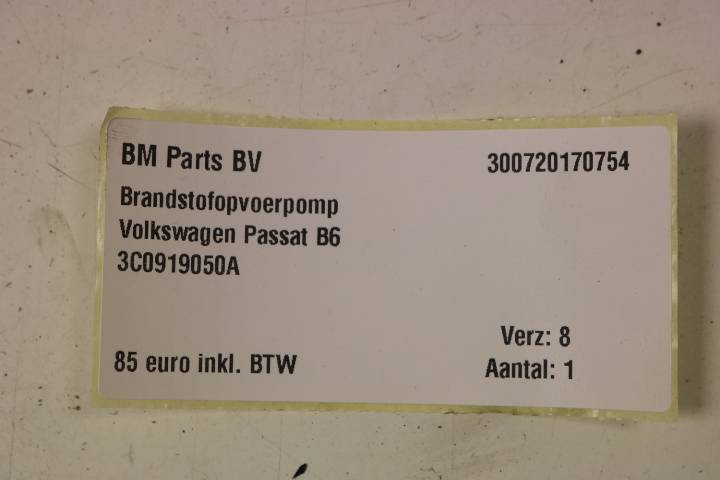 BM Parts BV 300720170754
Brandstofopvoerpomp
Volkswagen Passat B6
3C0919050A
Verz: 8
85 euro inkl. BTW Aantal: 1